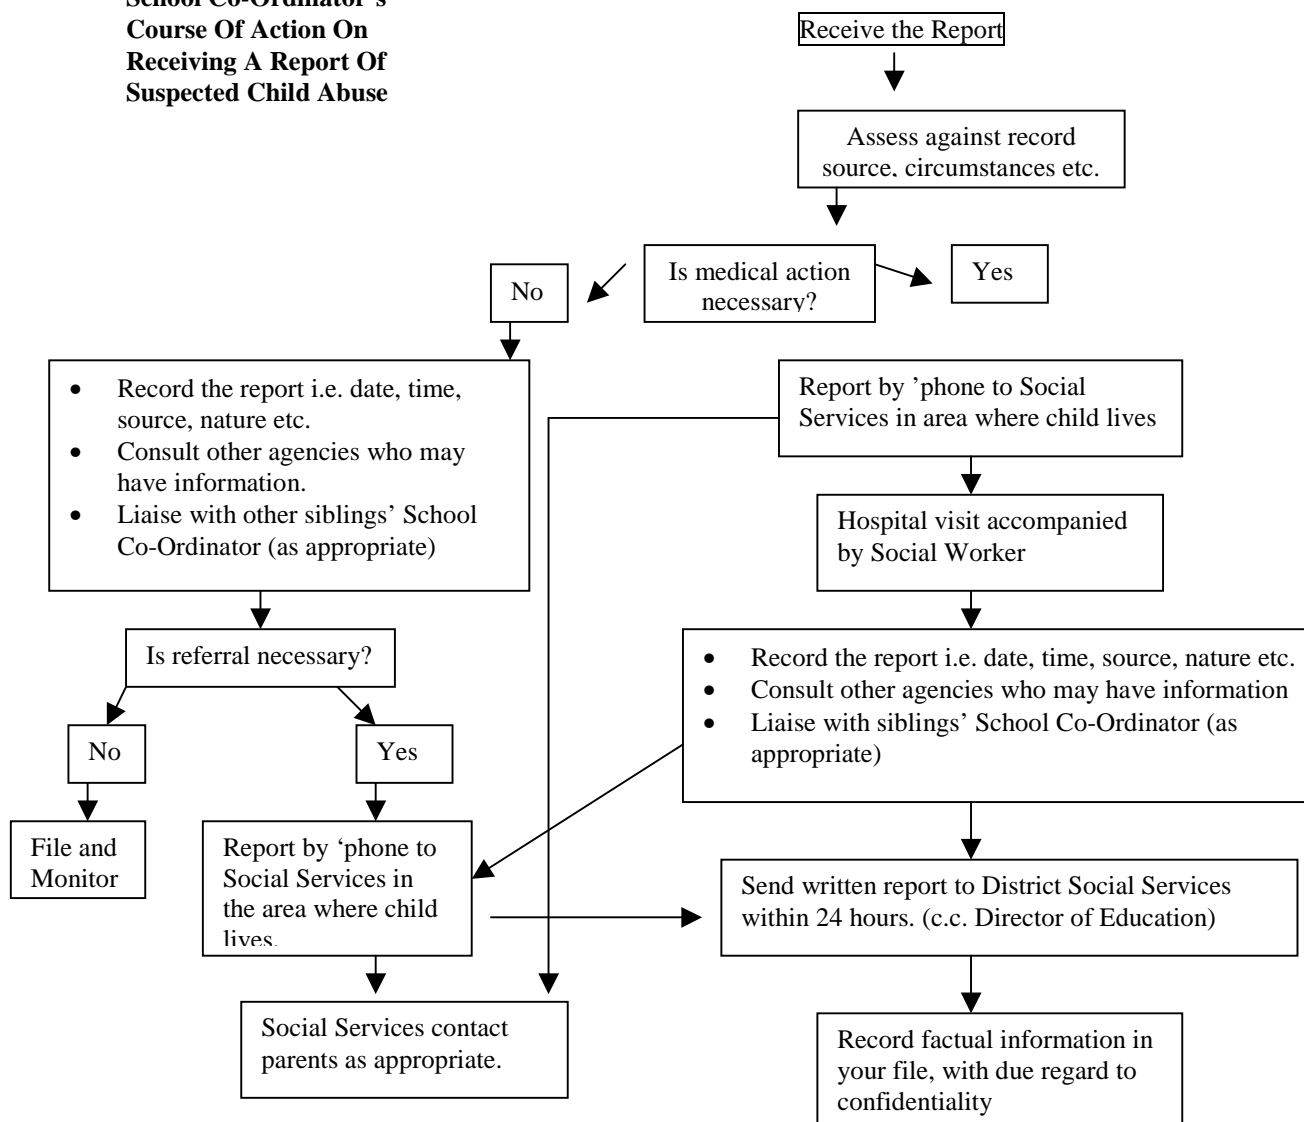 School Co-Ordinator's
Course Of Action On
Receiving A Report Of
Suspected Child Abuse
Receive the Report
Assess against record
source, circumstances etc.
Is medical action
necessary?
No
Yes
• Record the report i.e. date, time,
source, nature etc.
• Consult other agencies who may
have information.
• Liaise with other siblings’ School
Co-Ordinator (as appropriate)
Report by ’phone to Social
Services in area where child lives
Hospital visit accompanied
by Social Worker
Is referral necessary?
• Record the report i.e. date, time, source, nature etc.
• Consult other agencies who may have information
• Liaise with siblings’ School Co-Ordinator (as
appropriate)
No
Yes
File and
Monitor
Report by ‘phone to
Social Services in
the area where child
lives.
Send written report to District Social Services
within 24 hours. (c.c. Director of Education)
Social Services contact
parents as appropriate.
Record factual information in
your file, with due regard to
confidentiality